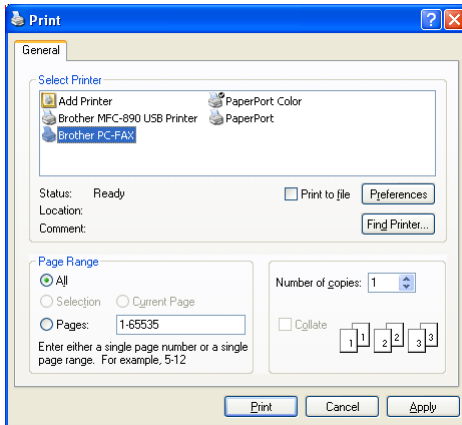 Print
General
Select Printer
Add Printer
Brother MFC-890 USB Printer
Brother PC-FAX
PaperPort Color
PaperPort
Status: Ready
Location:
Comment:
Print to file
Preferences
Find Printer...
Page Range
All
Selection
Current Page
Pages: 1-65535
Enter either a single page number or a single
page range. For example, 5-12
Number of copies: 1
Collate
1 1 2 2 3 3
Print
Cancel
Apply